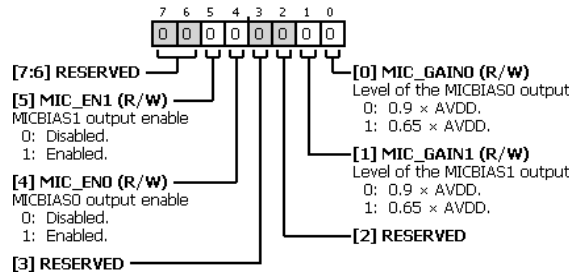 7 6 5 4 3 2 1 0
0 0 0 0 0 0 0 0
[7:6] RESERVED
[5] MIC_EN1 (R/W)
MICBIAS1 output enable
0: Disabled.
1: Enabled.
[4] MIC_EN0 (R/W)
MICBIAS0 output enable
0: Disabled.
1: Enabled.
[3] RESERVED
[0] MIC_GAIN0 (R/W)
Level of the MICBIAS0 output
0: 0.9 × AVDD.
1: 0.65 × AVDD.
[1] MIC_GAIN1 (R/W)
Level of the MICBIAS1 output
0: 0.9 × AVDD.
1: 0.65 × AVDD.
[2] RESERVED